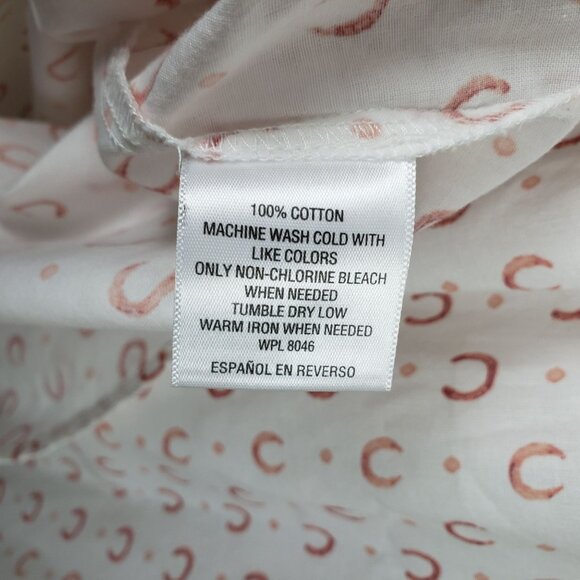 100% COTTON
MACHINE WASH COLD WITH
LIKE COLORS
ONLY NON-CHLORINE BLEACH
WHEN NEEDED
TUMBLE DRY LOW
WARM IRON WHEN NEEDED
WPL 8046
ESPAÑOL EN REVERSO